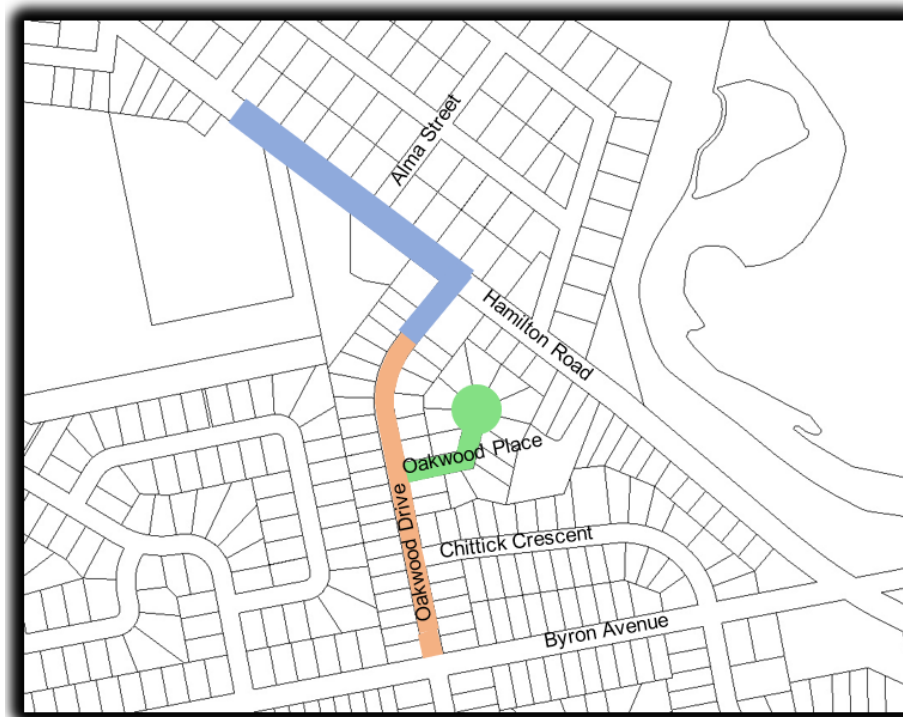 Alma Street
Hamilton Road
Oakwood Place
Oakwood Drive
Chittick Crescent
Byron Avenue